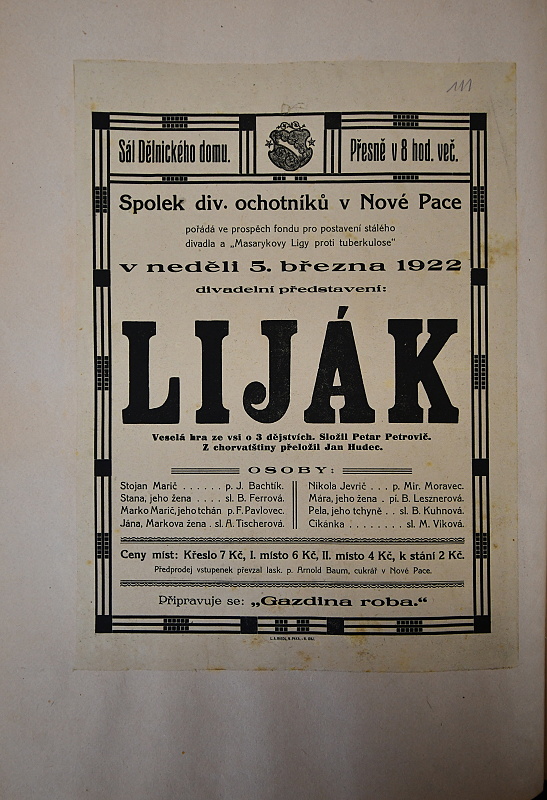 111
Sál Dělnického domu.
Přesně v 8 hod. več.
Spolek div. ochotníků v Nové Pace
pořádá ve prospěch fondu pro postavení stálého
divadla a „Masarykovy Ligy proti tuberkulose"
v neděli 5. března 1922
divadelní představení:
LIJÁK
Veselá hra ze vsi o 3 dějstvích. Složil Petar Petrovič.
Z chorvatštiny přeložil Jan Hudec.
OSOBY:
Stojan Marič . . . . . p. J. Bachtík.
Stana, jeho žena . . . . . . sl. B. Ferrová.
Marko Marič, jeho tchán p. F. Pavlovec.
Jána, Markova žena . sl. A. Tischerová.
Nikola Jevrič . . . p. Mir. Moravec.
Mára, jeho žena . pí. B. Lesznerová.
Pela, jeho tchyně . . sl. B. Kuhnová.
Cikánka . . . . . . . . sl. M. Víková.
Ceny míst: Křeslo 7 Kč, I. místo 6 Kč, II. místo 4 Kč, k stání 2 Kč.
Předprodej vstupenek převzal lask. p. Arnold Baum, cukrář v Nové Pace.
Připravuje se: „Gazdina roba."